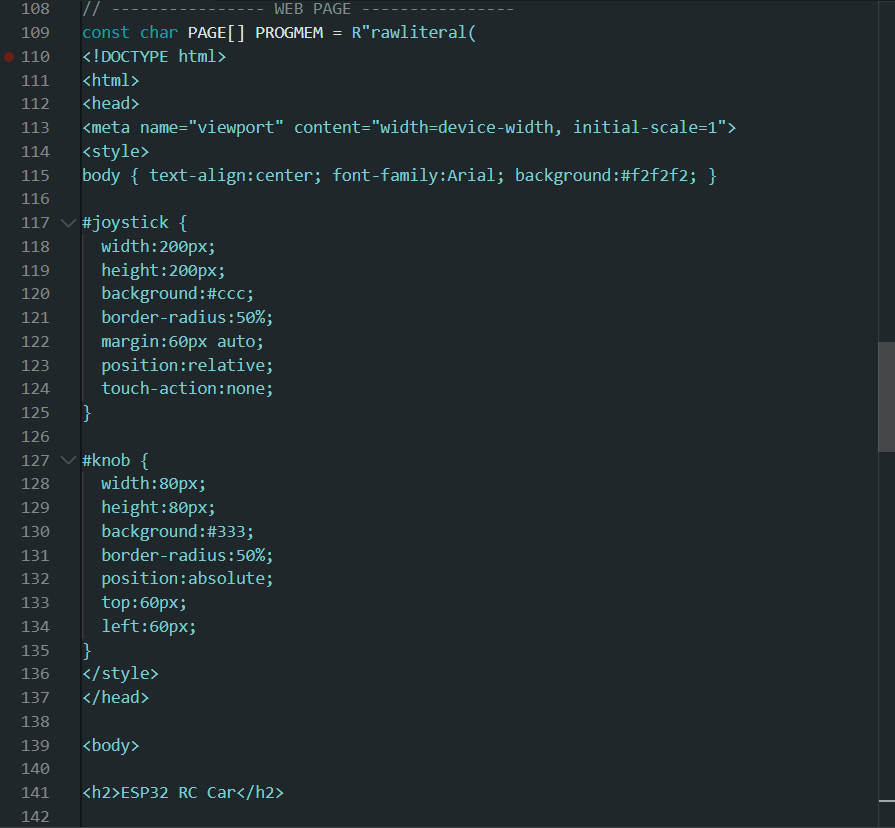 108 // ---------------- WEB PAGE ----------------
109 const char PAGE[] PROGMEM = R"rawliteral(
110 <!DOCTYPE html>
111 <html>
112 <head>
113 <meta name="viewport" content="width=device-width, initial-scale=1">
114 <style>
115 body { text-align:center; font-family:Arial; background:#f2f2f2; }
116
117 #joystick {
118   width:200px;
119   height:200px;
120   background:#ccc;
121   border-radius:50%;
122   margin:60px auto;
123   position:relative;
124   touch-action:none;
125 }
126
127 #knob {
128   width:80px;
129   height:80px;
130   background:#333;
131   border-radius:50%;
132   position:absolute;
133   top:60px;
134   left:60px;
135 }
136 </style>
137 </head>
138
139 <body>
140
141 <h2>ESP32 RC Car</h2>
142